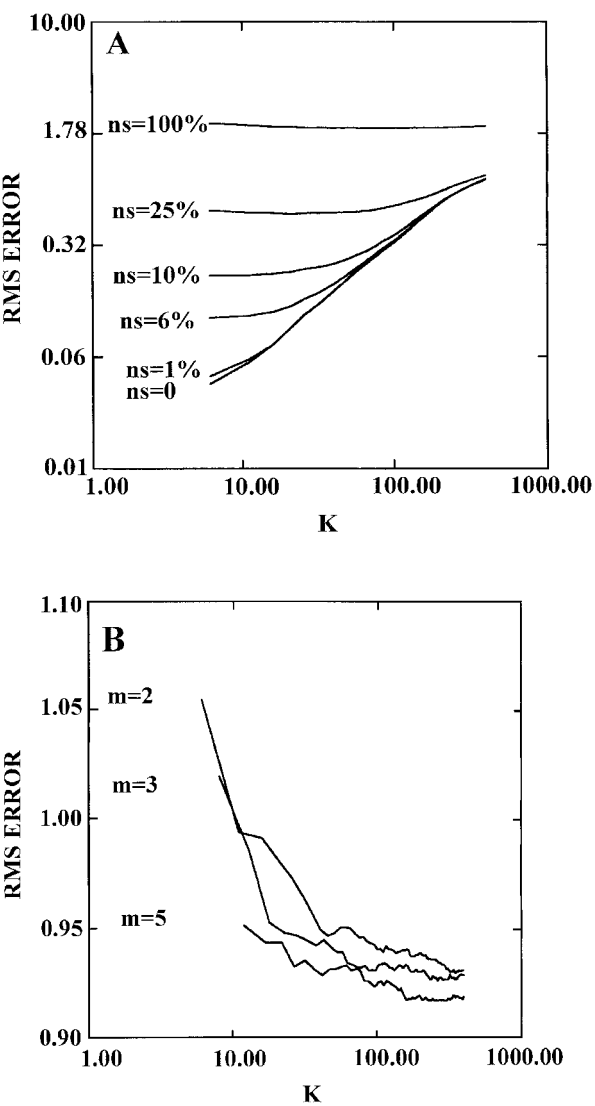 10.00
A
ns=100%
1.78
ns=25%
0.32
ns=10%
ns=6%
0.06
ns=1%
ns=0
0.01
1.00 10.00 100.00 1000.00
RMS ERROR
K
1.10
B
m=2
1.05
m=3
1.00
m=5
0.95
0.90
1.00 10.00 100.00 1000.00
RMS ERROR
K